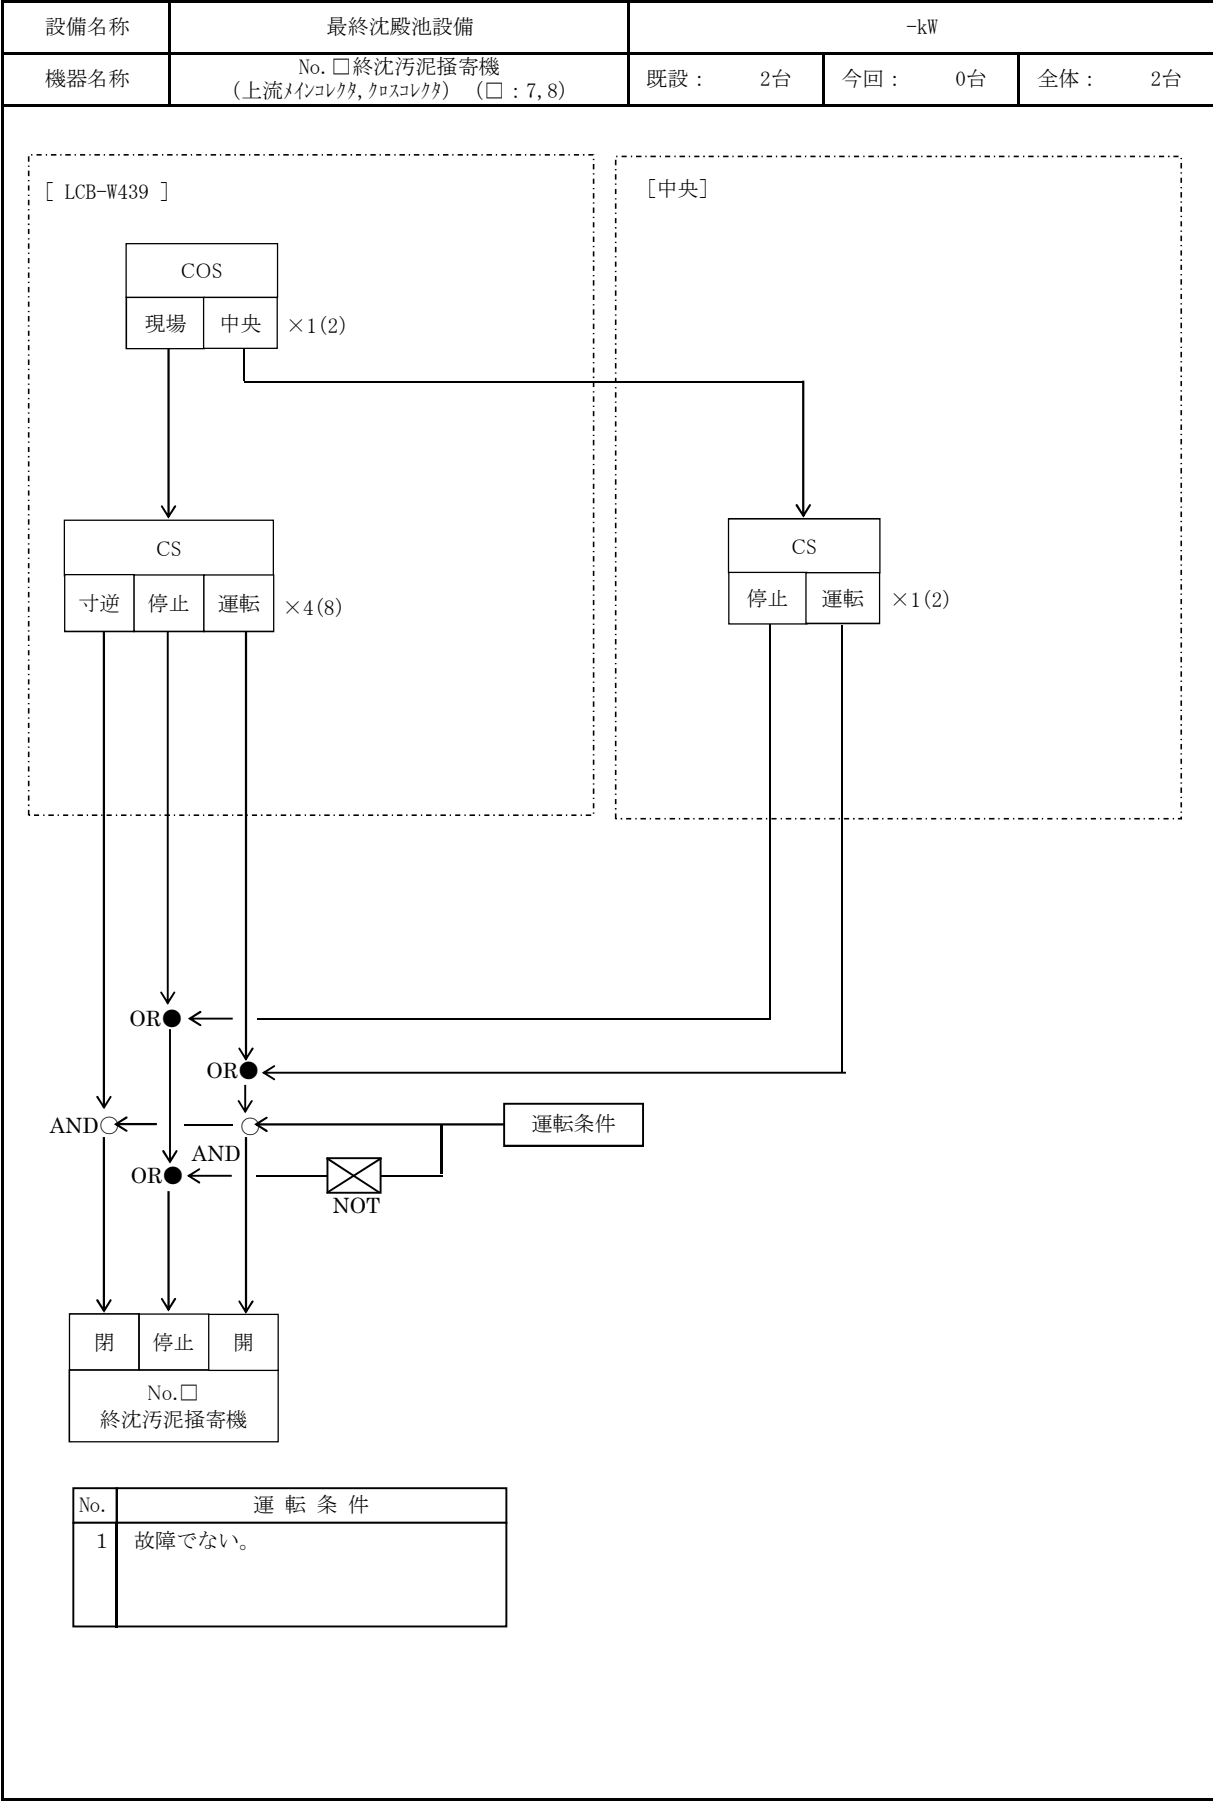 設備名称 最終沈殿池設備 -kW
機器名称 No.□終沈汚泥掻寄機
(上流ﾒｲﾝｺﾚｸﾀ,ｸﾛｽｺﾚｸﾀ) (□：7,8)
既設： 2台 今回： 0台 全体： 2台
[ LCB-W439 ]
[中央]
COS
現場 中央 ×1(2)
CS
寸逆 停止 運転 ×4(8)
CS
停止 運転 ×1(2)
OR
OR
AND
運転条件
AND
OR
NOT
閉 停止 開
No.□
終沈汚泥掻寄機
No. 運 転 条 件
1 故障でない。